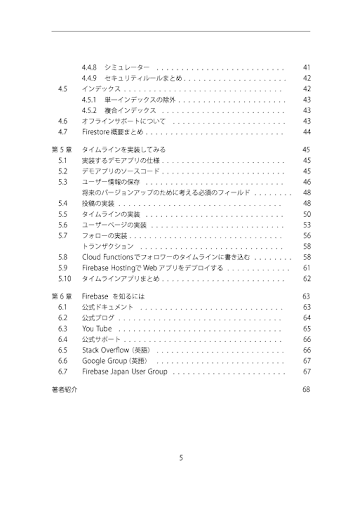 4.4.8 シミュレーター . . . . . . . . . . . . . . . . . . . . . . . . . 41
4.4.9 セキュリティルールまとめ . . . . . . . . . . . . . . . . . . . . 42
4.5 インデックス . . . . . . . . . . . . . . . . . . . . . . . . . . . . . . 42
4.5.1 単一インデックスの除外 . . . . . . . . . . . . . . . . . . . . . 43
4.5.2 複合インデックス . . . . . . . . . . . . . . . . . . . . . . . . 43
4.6 オフラインサポートについて . . . . . . . . . . . . . . . . . . . . . . 43
4.7 Firestore概要まとめ . . . . . . . . . . . . . . . . . . . . . . . . . . 44
第5章 タイムラインを実装してみる 45
5.1 実装するデモアプリの仕様 . . . . . . . . . . . . . . . . . . . . . . . 45
5.2 デモアプリのソースコード . . . . . . . . . . . . . . . . . . . . . . . 45
5.3 ユーザー情報の保存 . . . . . . . . . . . . . . . . . . . . . . . . . . 46
将来のバージョンアップのために考える必須のフィールド . . . . . . . . 48
5.4 投稿の実装 . . . . . . . . . . . . . . . . . . . . . . . . . . . . . . . 48
5.5 タイムラインの実装 . . . . . . . . . . . . . . . . . . . . . . . . . . 50
5.6 ユーザーページの実装 . . . . . . . . . . . . . . . . . . . . . . . . . 53
5.7 フォローの実装 . . . . . . . . . . . . . . . . . . . . . . . . . . . . . 56
トランザクション . . . . . . . . . . . . . . . . . . . . . . . . . . . 58
5.8 Cloud Functionsでフォロワーのタイムラインに書き込む . . . . . . . . 58
5.9 Firebase HostingでWebアプリをデプロイする . . . . . . . . . . . . . 61
5.10 タイムラインアプリまとめ . . . . . . . . . . . . . . . . . . . . . . . 62
第6章 Firebase を知るには 63
6.1 公式ドキュメント . . . . . . . . . . . . . . . . . . . . . . . . . . . 63
6.2 公式ブログ . . . . . . . . . . . . . . . . . . . . . . . . . . . . . . . 64
6.3 You Tube . . . . . . . . . . . . . . . . . . . . . . . . . . . . . . . 65
6.4 公式サポート . . . . . . . . . . . . . . . . . . . . . . . . . . . . . . 66
6.5 Stack Overflow（英語） . . . . . . . . . . . . . . . . . . . . . . . . 66
6.6 Google Group（英語） . . . . . . . . . . . . . . . . . . . . . . . . . 67
6.7 Firebase Japan User Group . . . . . . . . . . . . . . . . . . . . . . 67
著者紹介 68
5